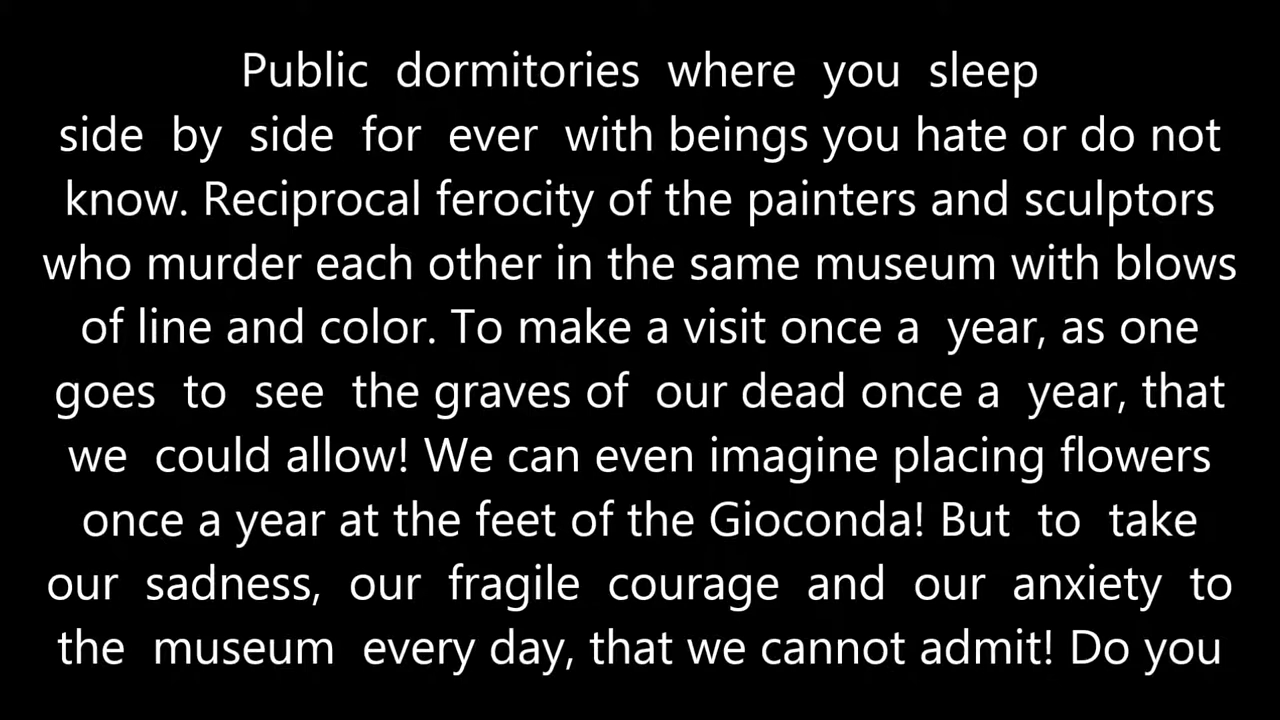 Public dormitories where you sleep
side by side for ever with beings you hate or do not
know. Reciprocal ferocity of the painters and sculptors
who murder each other in the same museum with blows
of line and color. To make a visit once a year, as one
goes to see the graves of our dead once a year, that
we could allow! We can even imagine placing flowers
once a year at the feet of the Gioconda! But to take
our sadness, our fragile courage and our anxiety to
the museum every day, that we cannot admit! Do you